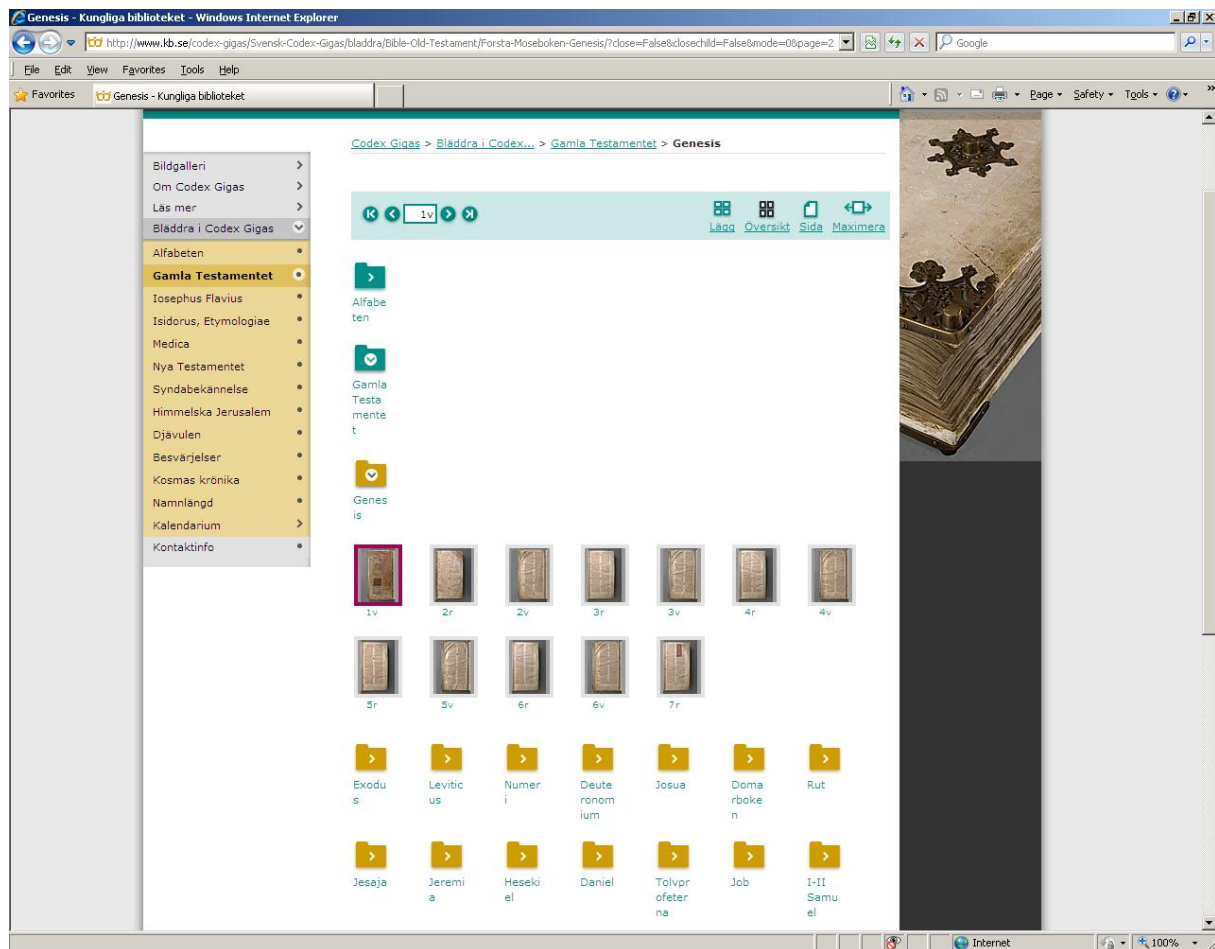 Genesis - Kungliga biblioteket - Windows Internet Explorer
http://www.kb.se/codex-gigas/Svensk-Codex-Gigas/bladdra/Bible-Old-Testament/Forsta-Moseboken-Genesis/?close=False&closechild=False&mode=0&page=2
Google
File Edit View Favorites Tools Help
Favorites
Genesis - Kungliga biblioteket
Page Safety Tools
Codex Gigas > Bläddra i Codex... > Gamla Testamentet > Genesis
Bildgalleri
Om Codex Gigas
Läs mer
Bläddra i Codex Gigas
Alfabeten
Gamla Testamentet
Iosephus Flavius
Isidorus, Etymologiae
Medica
Nya Testamentet
Syndabekännelse
Himmelska Jerusalem
Djävulen
Besvärjelser
Kosmas krönika
Namnlängd
Kalendarium
Kontaktinfo
1v
Lägg Översikt Sida Maximera
Alfabe
ten
Gamla
Testa
mente
t
Genes
is
1v 2r 2v 3r 3v 4r 4v
5r 5v 6r 6v 7r
Exodu
s
Levitic
us
Numer
i
Deute
ronom
ium
Josua
Doma
rboke
n
Rut
Jesaja
Jeremi
a
Heseki
el
Daniel
Tolvpr
ofeter
na
Job
I-II
Samu
el
Internet
100%